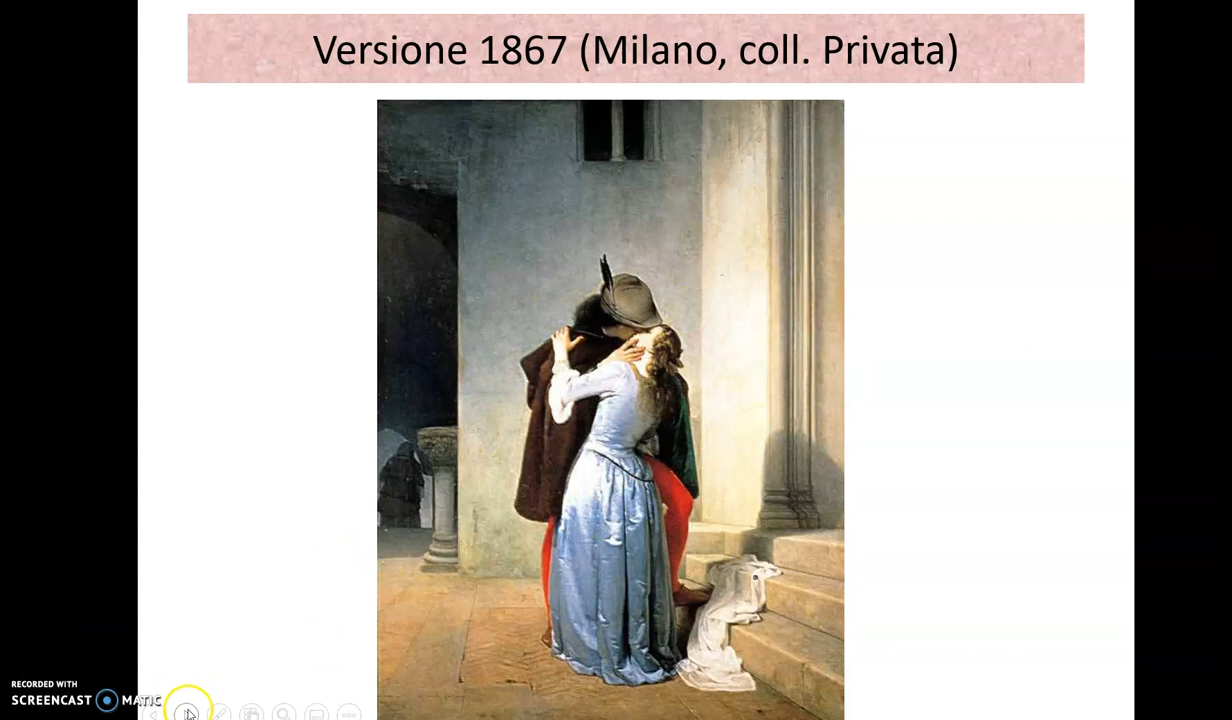 Versione 1867 (Milano, coll. Privata)
RECORDED WITH
SCREENCAST MATIC